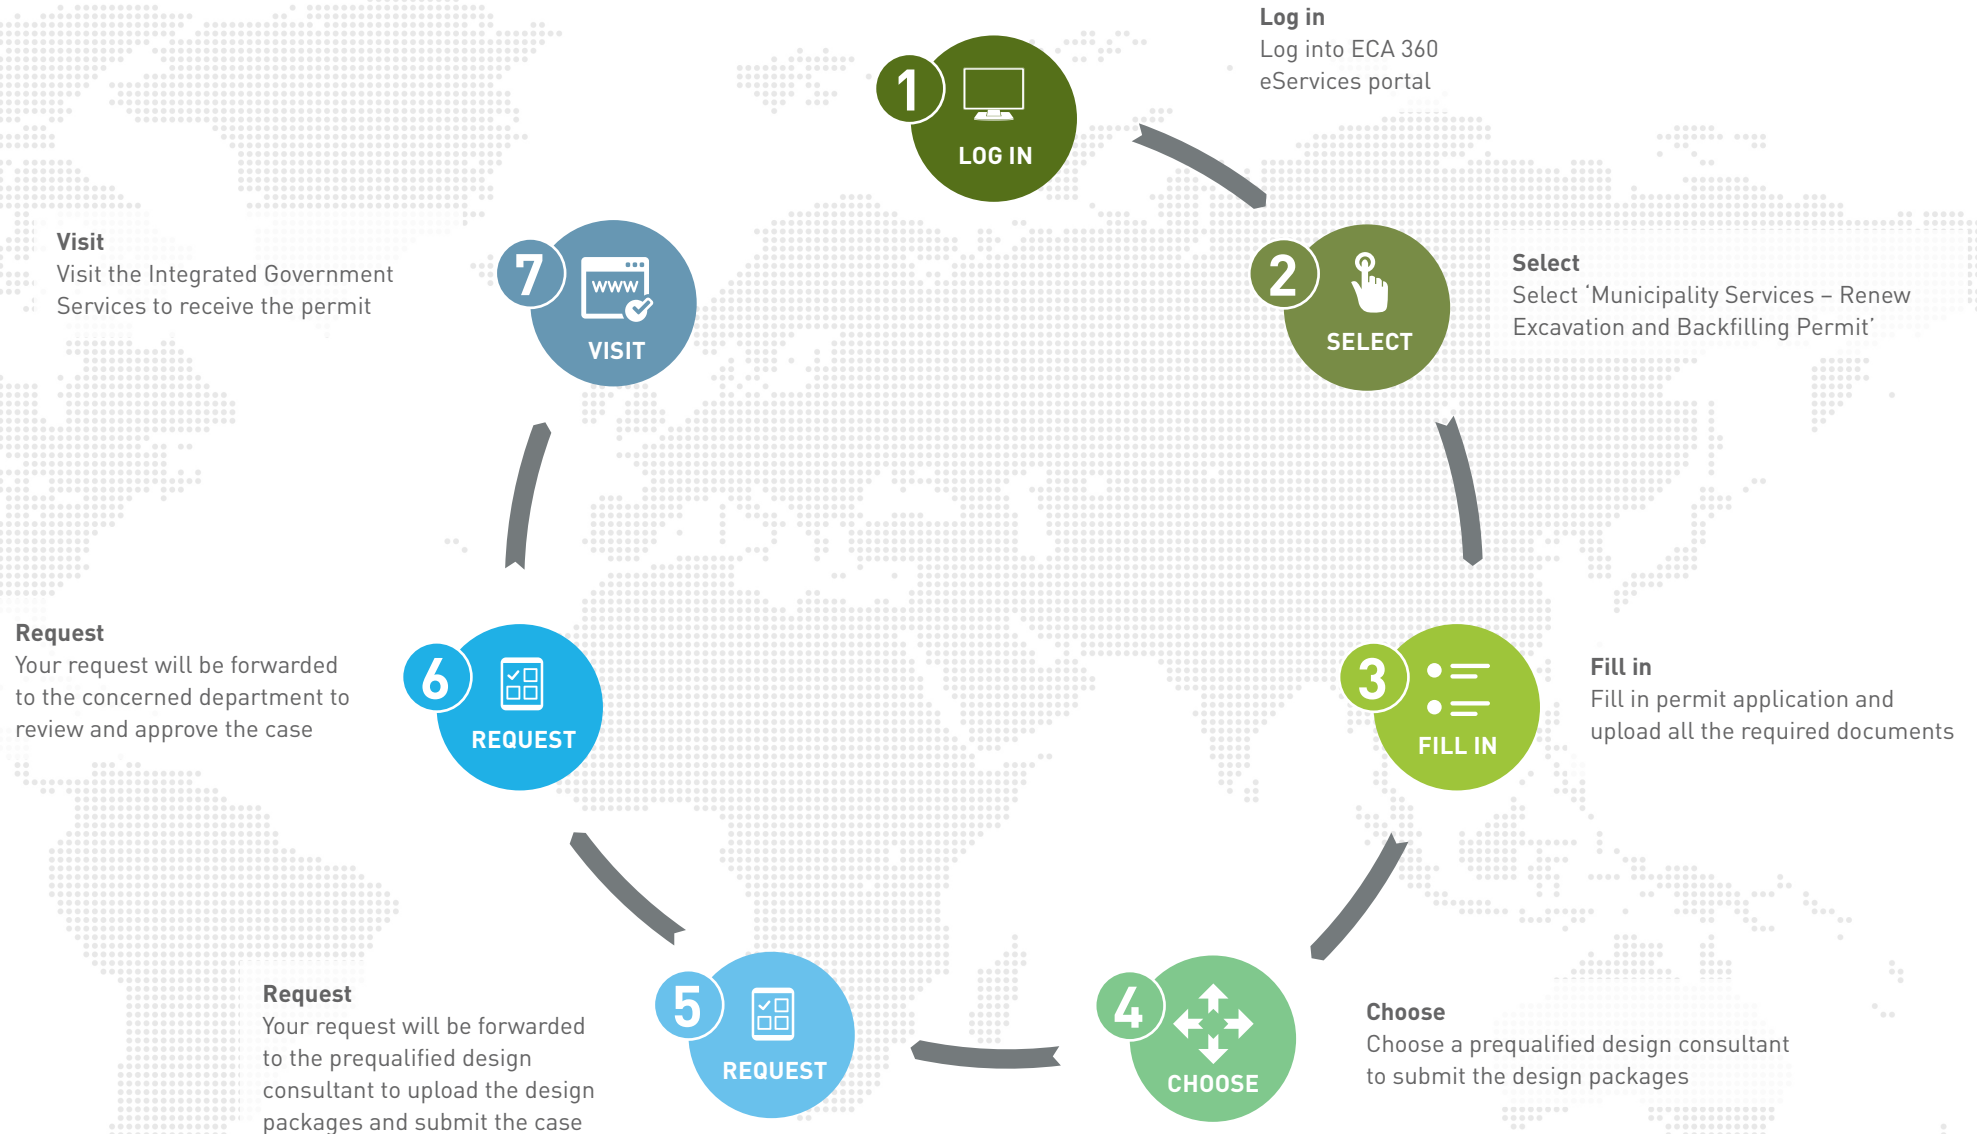 1
LOG IN
Log in
Log into ECA 360
eServices portal
2
SELECT
Select
Select ‘Municipality Services – Renew
Excavation and Backfilling Permit’
3
FILL IN
Fill in
Fill in permit application and
upload all the required documents
4
CHOOSE
Choose
Choose a prequalified design consultant
to submit the design packages
5
REQUEST
Request
Your request will be forwarded
to the prequalified design
consultant to upload the design
packages and submit the case
6
REQUEST
Request
Your request will be forwarded
to the concerned department to
review and approve the case
7
www
VISIT
Visit
Visit the Integrated Government
Services to receive the permit